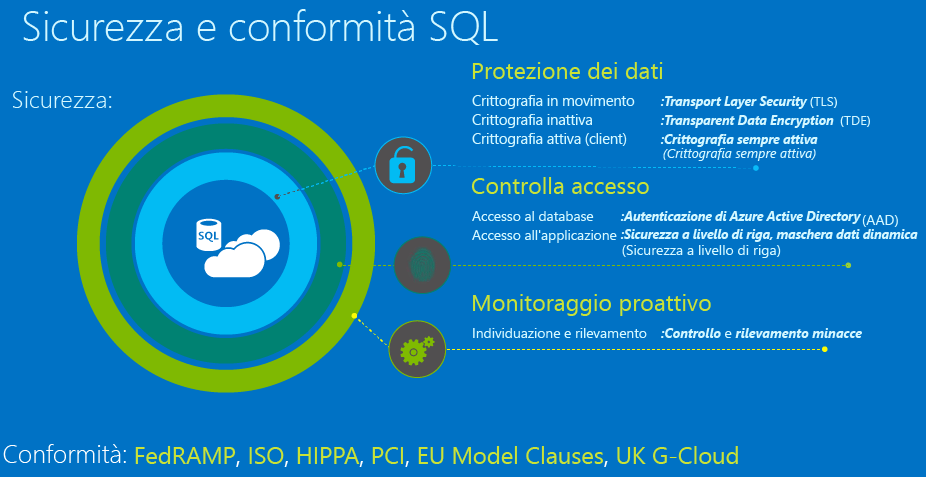 Sicurezza e conformità SQL
Sicurezza:
SQL
Protezione dei dati
Crittografia in movimento :Transport Layer Security (TLS)
Crittografia inattiva :Transparent Data Encryption (TDE)
Crittografia attiva (client) :Crittografia sempre attiva
(Crittografia sempre attiva)
Controlla accesso
Accesso al database :Autenticazione di Azure Active Directory (AAD)
Accesso all'applicazione :Sicurezza a livello di riga, maschera dati dinamica
(Sicurezza a livello di riga)
Monitoraggio proattivo
Individuazione e rilevamento :Controllo e rilevamento minacce
Conformità: FedRAMP, ISO, HIPPA, PCI, EU Model Clauses, UK G-Cloud